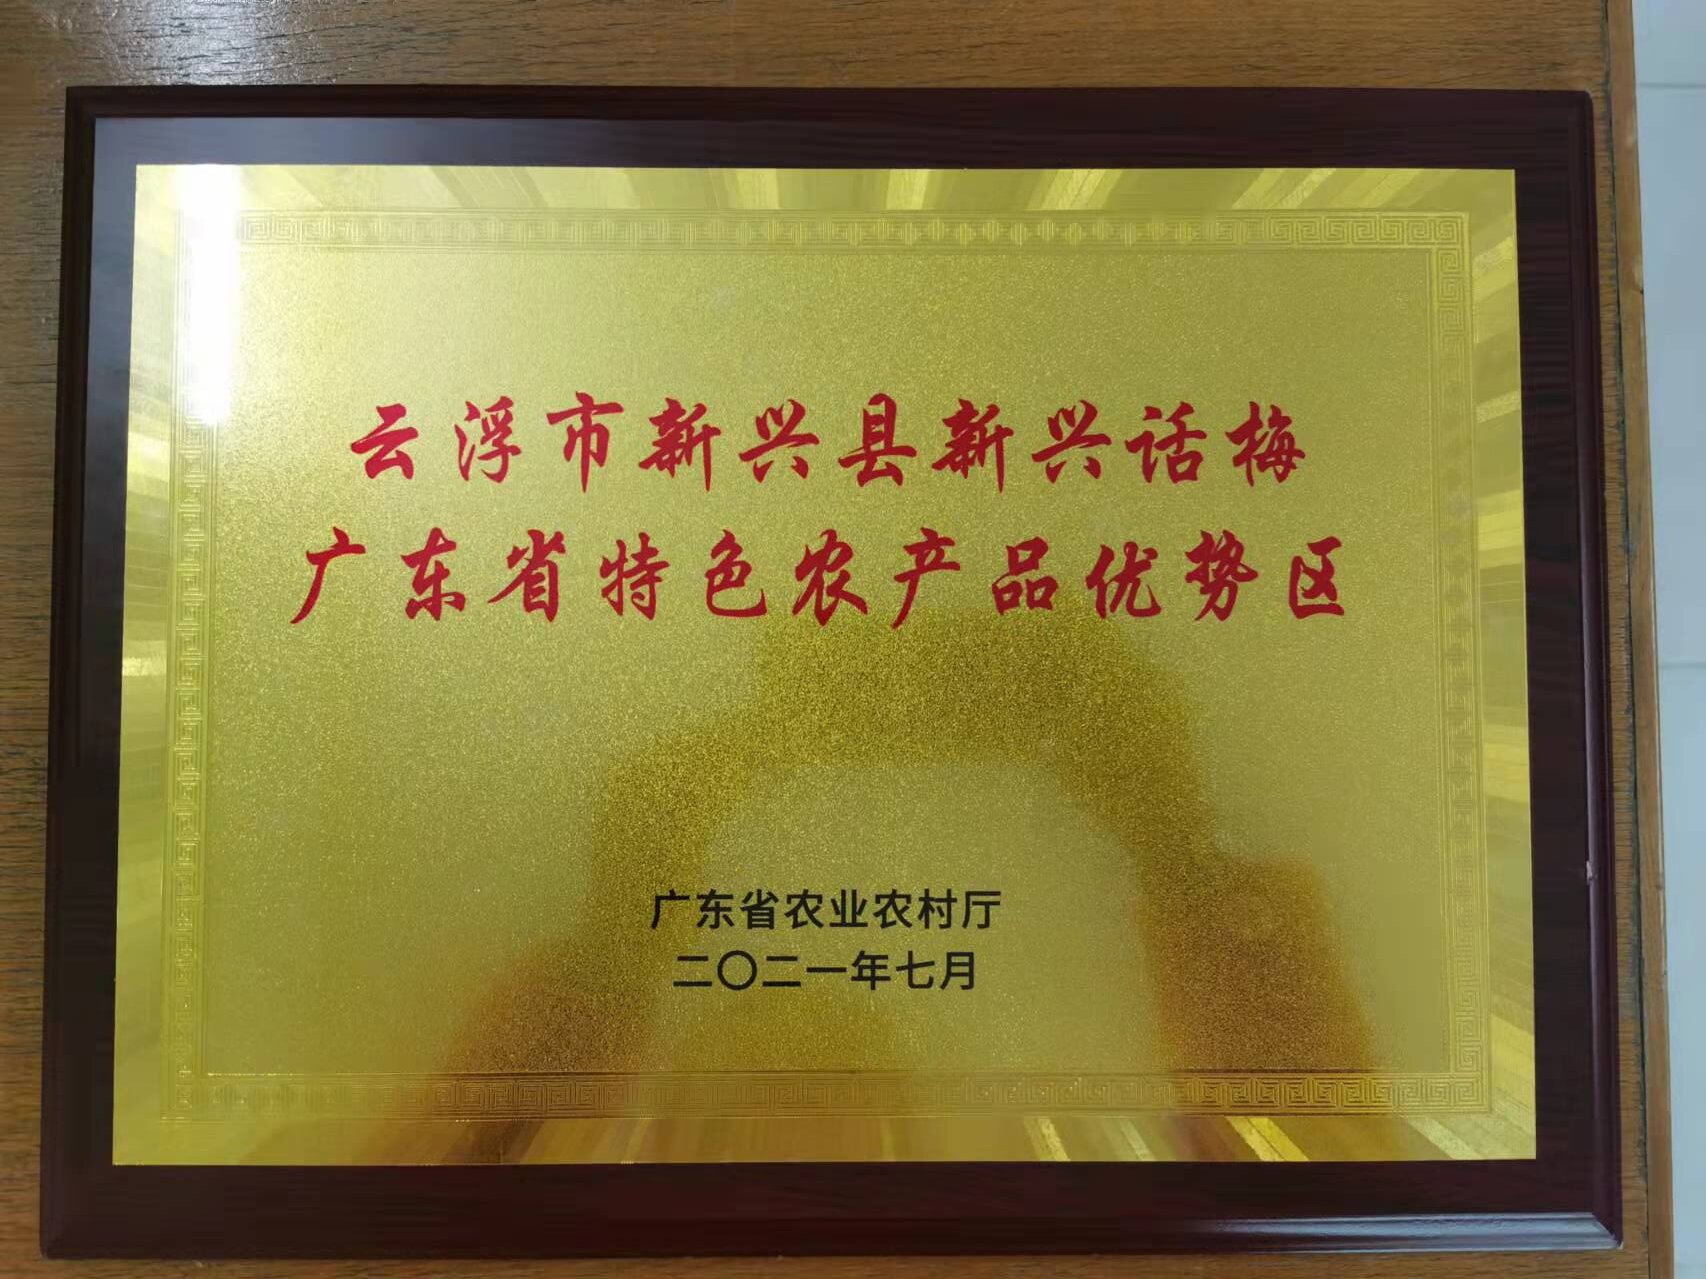 云浮市新兴县新兴话梅
广东省特色农产品优势区
广东省农业农村厅
二〇二一年七月